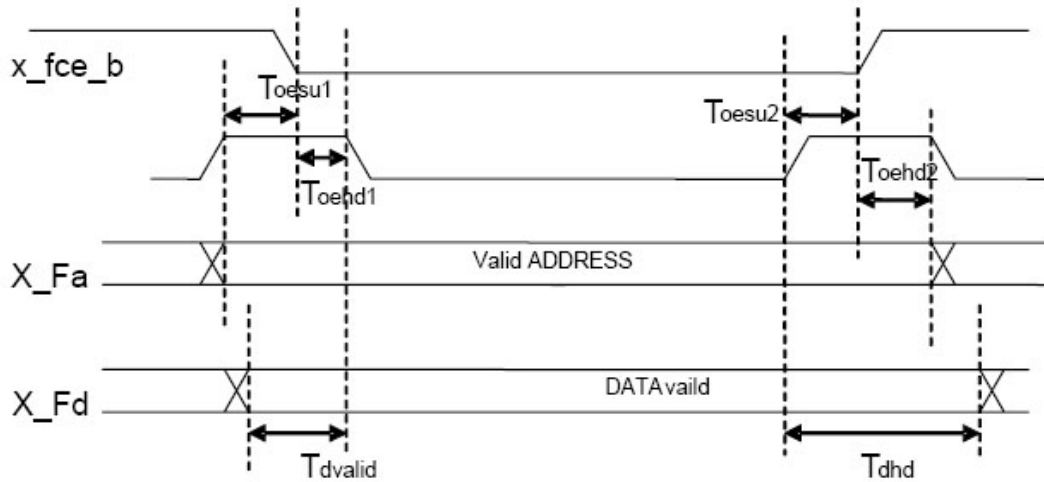 x_fce_b
Toesu1
Toesu2
Toehd1
Toehd2
X_Fa
Valid ADDRESS
X_Fd
DATAvaild
Tdvalid
Tdhd